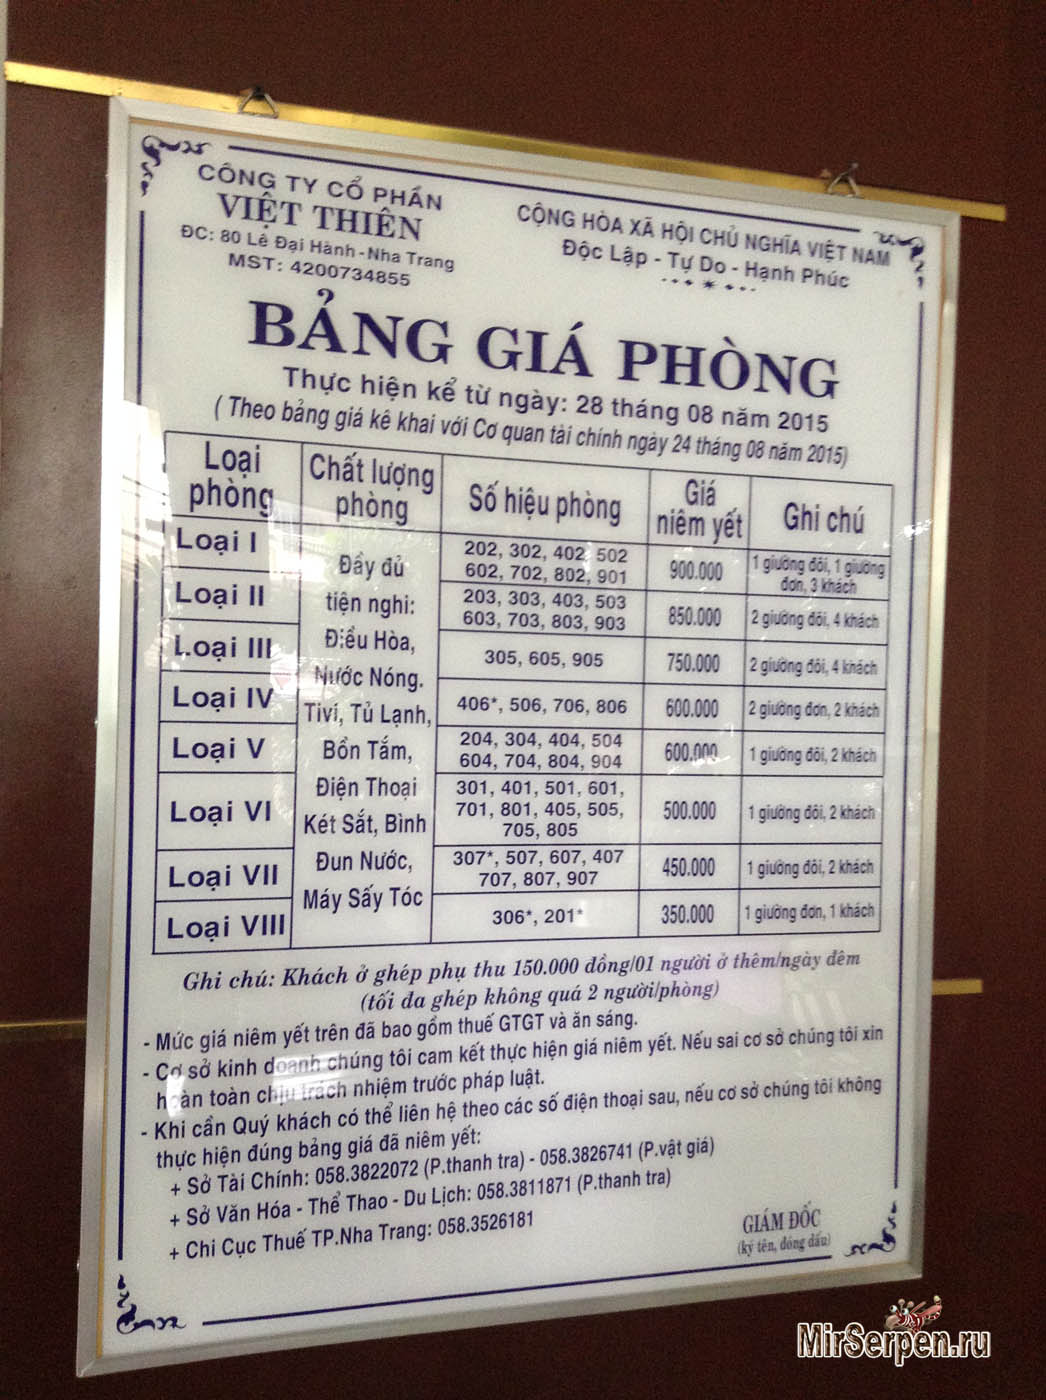 CÔNG TY CỔ PHẦN
VIỆT THIÊN
ĐC: 80 Lê Đại Hành - Nha Trang
MST: 4200734855
CỘNG HÒA XÃ HỘI CHỦ NGHĨA VIỆT NAM
Độc Lập - Tự Do - Hạnh Phúc
BẢNG GIÁ PHÒNG
Thực hiện kể từ ngày: 28 tháng 08 năm 2015
( Theo bảng giá kê khai với Cơ quan tài chính ngày 24 tháng 08 năm 2015)
Loại phòng | Chất lượng phòng | Số hiệu phòng | Giá niêm yết | Ghi chú
Đầy đủ
tiện nghi:
Điều Hòa,
Nước Nóng.
Tivi, Tủ Lạnh,
Bồn Tắm,
Điện Thoại
Két Sắt, Bình
Đun Nước,
Máy Sấy Tóc
Loại I | 202, 302, 402, 502 602, 702, 802, 901 | 900.000 | 1 giường đôi, 1 giường đơn, 3 khách
Loại II | 203, 303, 403, 503 603, 703, 803, 903 | 850.000 | 2 giường đôi, 4 khách
Loại III | 305, 605, 905 | 750.000 | 2 giường đôi, 4 khách
Loại IV | 406*, 506, 706, 806 | 600.000 | 2 giường đơn, 2 khách
Loại V | 204, 304, 404, 504 604, 704, 804, 904 | 600.000 | 1 giường đôi, 2 khách
Loại VI | 301, 401, 501, 601, 701, 801, 405, 505, 705, 805 | 500.000 | 1 giường đôi, 2 khách
Loại VII | 307*, 507, 607, 407 707, 807, 907 | 450.000 | 1 giường đôi, 2 khách
Loại VIII | 306*, 201* | 350.000 | 1 giường đơn, 1 khách
Ghi chú: Khách ở ghép phụ thu 150.000 đồng/01 người ở thêm/ngày đêm
(tối đa ghép không quá 2 người/phòng)
- Mức giá niêm yết trên đã bao gồm thuế GTGT và ăn sáng.
- Cơ sở kinh doanh chúng tôi cam kết thực hiện giá niêm yết. Nếu sai cơ sở chúng tôi xin
hoàn toàn chịu trách nhiệm trước pháp luật.
- Khi cần Quý khách có thể liên hệ theo các số điện thoại sau, nếu cơ sở chúng tôi không
thực hiện đúng bảng giá đã niêm yết:
+ Sở Tài Chính: 058.3822072 (P.thanh tra) - 058.3826741 (P.vật giá)
+ Sở Văn Hóa - Thể Thao - Du Lịch: 058.3811871 (P.thanh tra)
+ Chi Cục Thuế TP.Nha Trang: 058.3526181
GIÁM ĐỐC
(ký tên, đóng dấu)
MirSerpen.ru